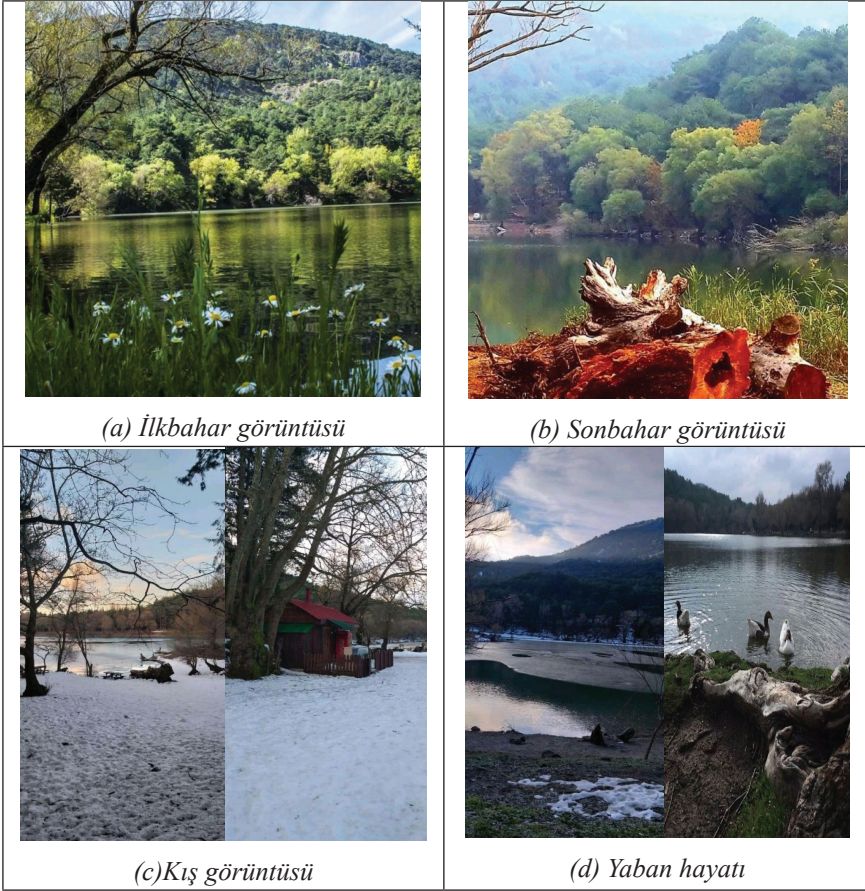 (a) İlkbahar görüntüsü
(b) Sonbahar görüntüsü
(c)Kış görüntüsü
(d) Yaban hayatı